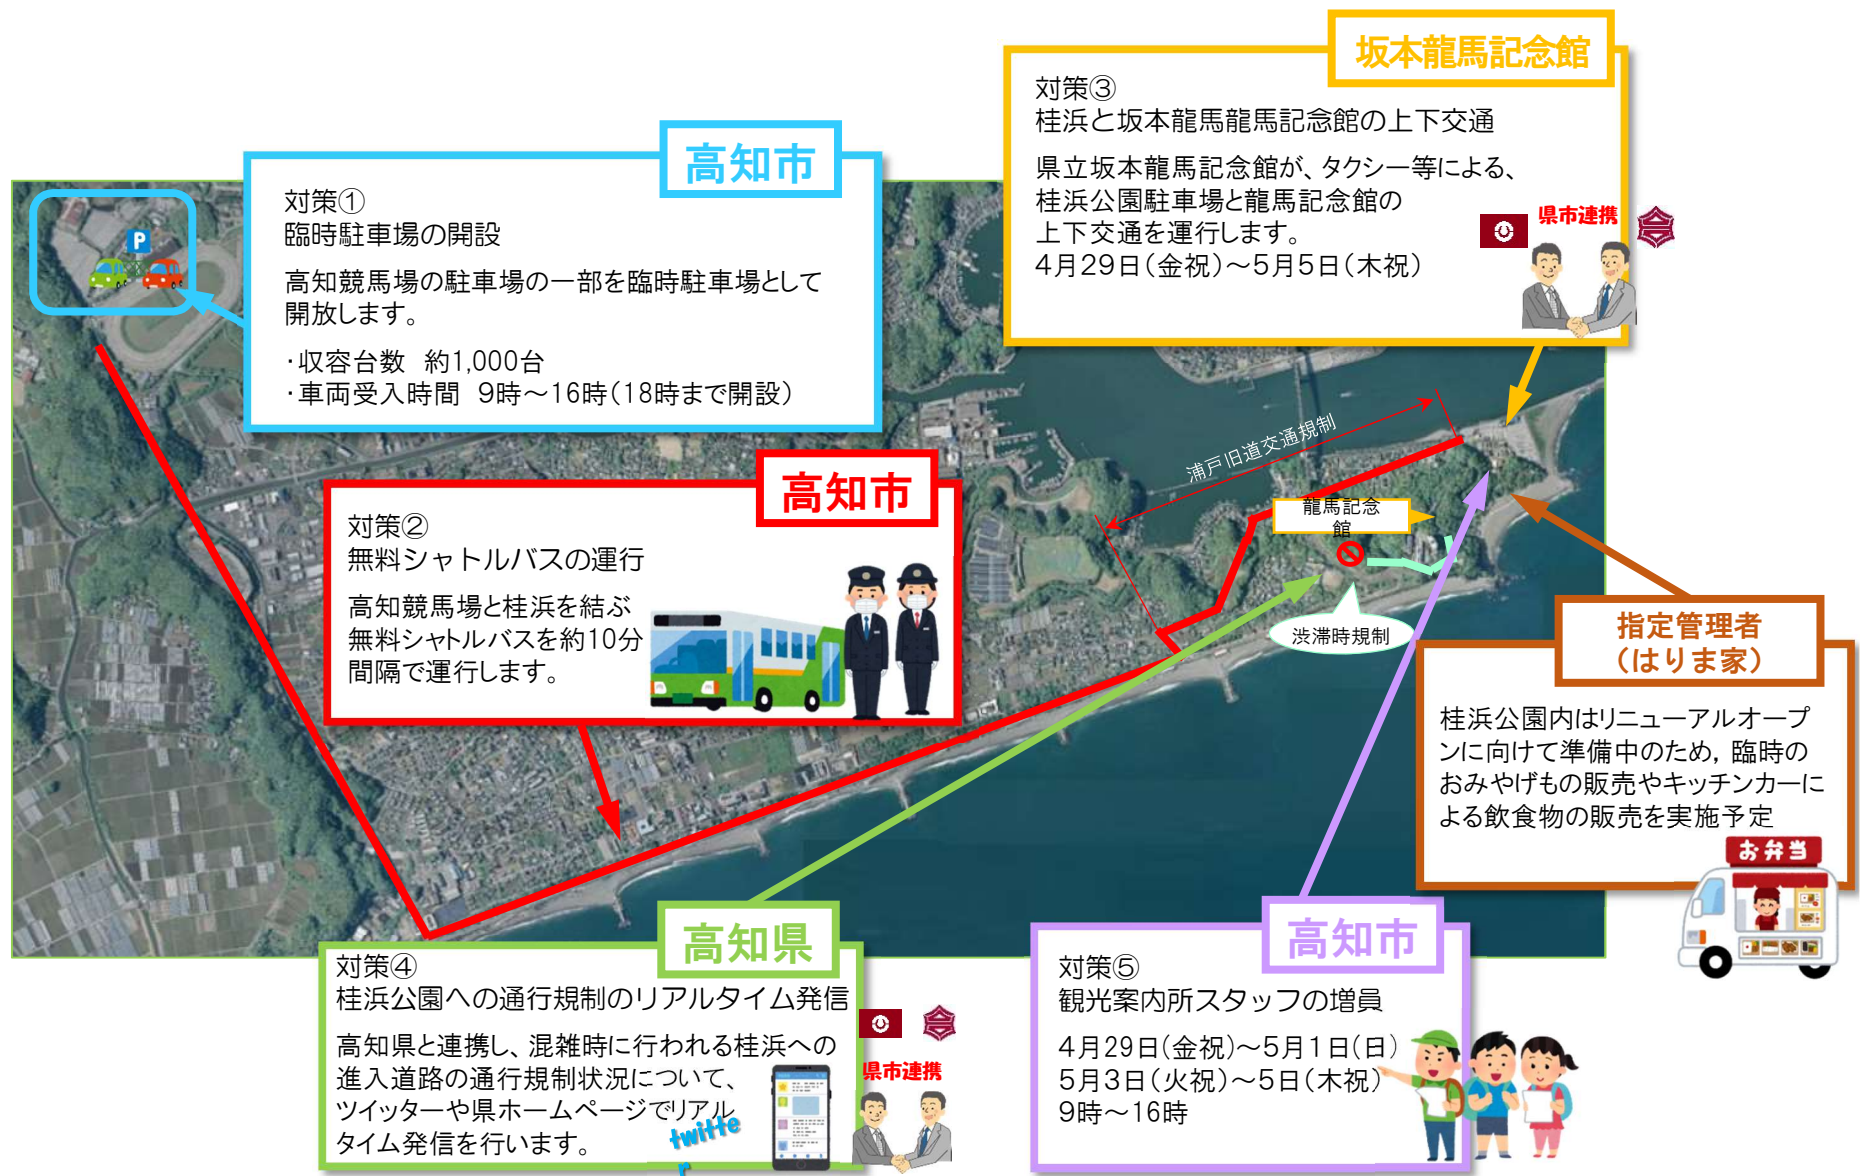 坂本龍馬記念館
対策③
桂浜と坂本龍馬龍馬記念館の上下交通
県立坂本龍馬記念館が、タクシー等による、
桂浜公園駐車場と龍馬記念館の
上下交通を運行します。
4月29日(金祝)～5月5日(木祝)
県市連携
高知市
対策①
臨時駐車場の開設
高知競馬場の駐車場の一部を臨時駐車場として
開放します。
・収容台数 約1,000台
・車両受入時間 9時～16時(18時まで開設)
P
高知市
対策②
無料シャトルバスの運行
高知競馬場と桂浜を結ぶ
無料シャトルバスを約10分
間隔で運行します。
浦戸旧道交通規制
龍馬記念
館
渋滞時規制
指定管理者
(はりま家)
桂浜公園内はリニューアルオープ
ンに向けて準備中のため, 臨時の
おみやげもの販売やキッチンカーに
よる飲食物の販売を実施予定
お弁当
高知県
対策④
桂浜公園への通行規制のリアルタイム発信
高知県と連携し、混雑時に行われる桂浜への
進入道路の通行規制状況について、
ツイッターや県ホームページでリアル
タイム発信を行います。
twitte
r
県市連携
高知市
対策⑤
観光案内所スタッフの増員
4月29日(金祝)～5月1日(日)
5月3日(火祝)～5日(木祝)
9時～16時